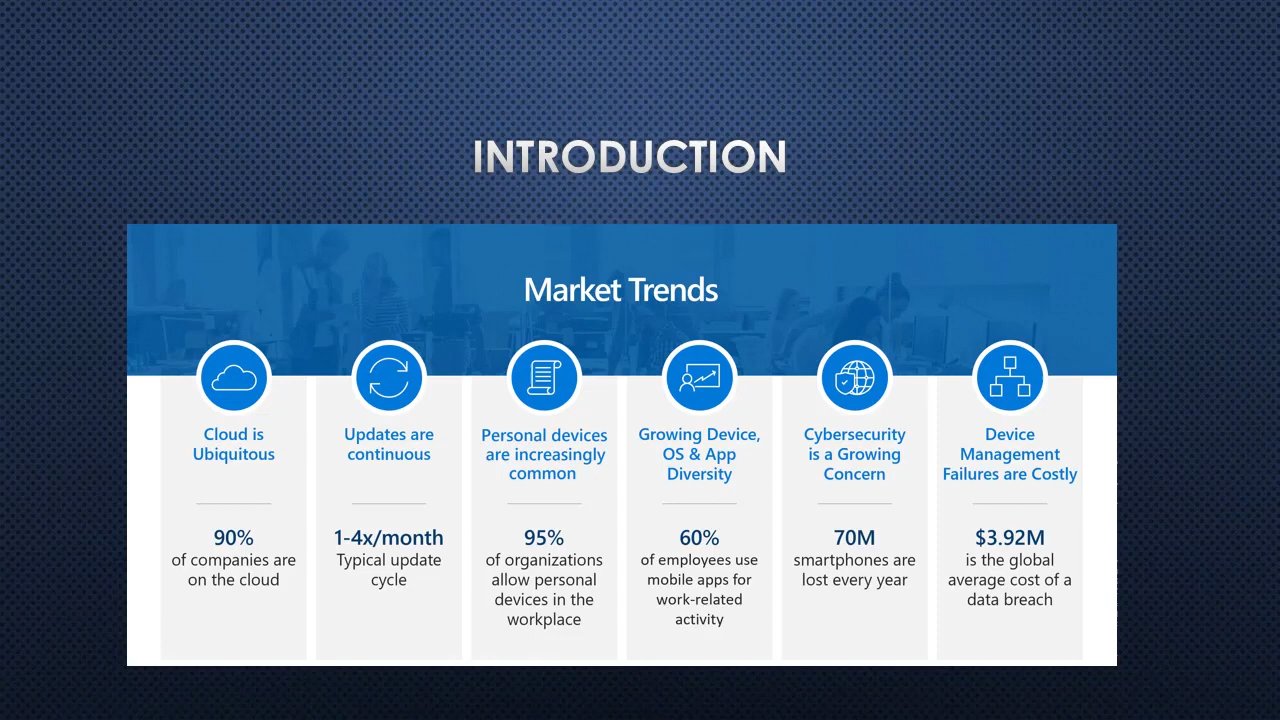 INTRODUCTION
Market Trends
Cloud is
Ubiquitous
90%
of companies are
on the cloud
Updates are
continuous
1-4x/month
Typical update
cycle
Personal devices
are increasingly
common
95%
of organizations
allow personal
devices in the
workplace
Growing Device,
OS & App
Diversity
60%
of employees use
mobile apps for
work-related
activity
Cybersecurity
is a Growing
Concern
70M
smartphones are
lost every year
Device
Management
Failures are Costly
$3.92M
is the global
average cost of a
data breach